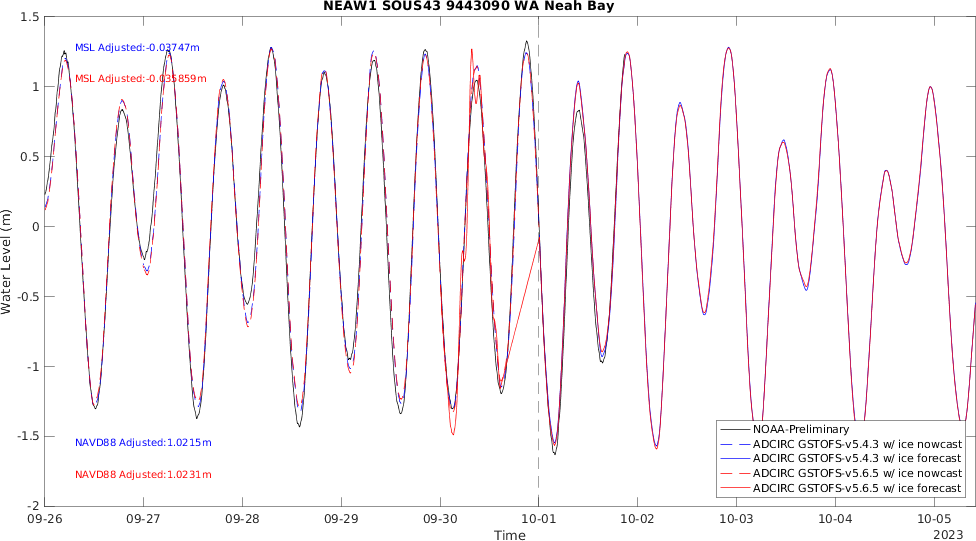 NEAW1 SOUS43 9443090 WA Neah Bay
1.5
1
0.5
0
-0.5
-1
-1.5
-2
Water Level (m)
MSL Adjusted:-0.03747m
MSL Adjusted:-0.035859m
NAVD88 Adjusted:1.0215m
NAVD88 Adjusted:1.0231m
NOAA-Preliminary
ADCIRC GSTOFS-v5.4.3 w/ ice nowcast
ADCIRC GSTOFS-v5.4.3 w/ ice forecast
ADCIRC GSTOFS-v5.6.5 w/ ice nowcast
ADCIRC GSTOFS-v5.6.5 w/ ice forecast
09-26 09-27 09-28 09-29 09-30 10-01 10-02 10-03 10-04 10-05
Time
2023